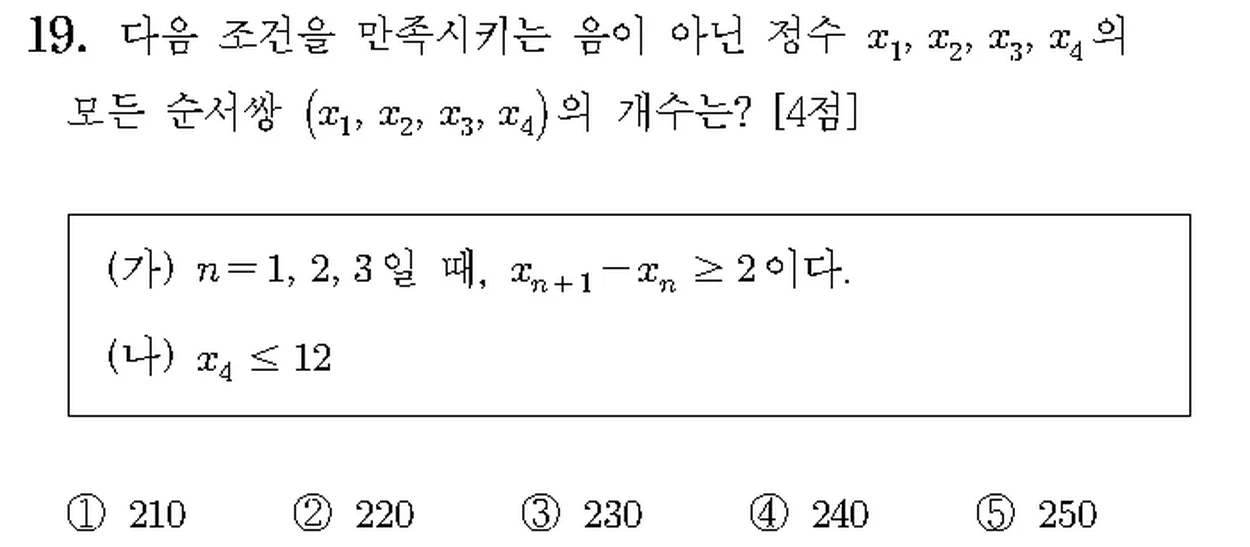 19. 다음 조건을 만족시키는 음이 아닌 정수 x₁, x₂, x₃, x₄의
모든 순서쌍 (x₁, x₂, x₃, x₄)의 개수는? [4점]
(가) n=1, 2, 3일 때, xₙ₊₁−xₙ ≥ 2이다.
(나) x₄ ≤ 12
① 210 ② 220 ③ 230 ④ 240 ⑤ 250